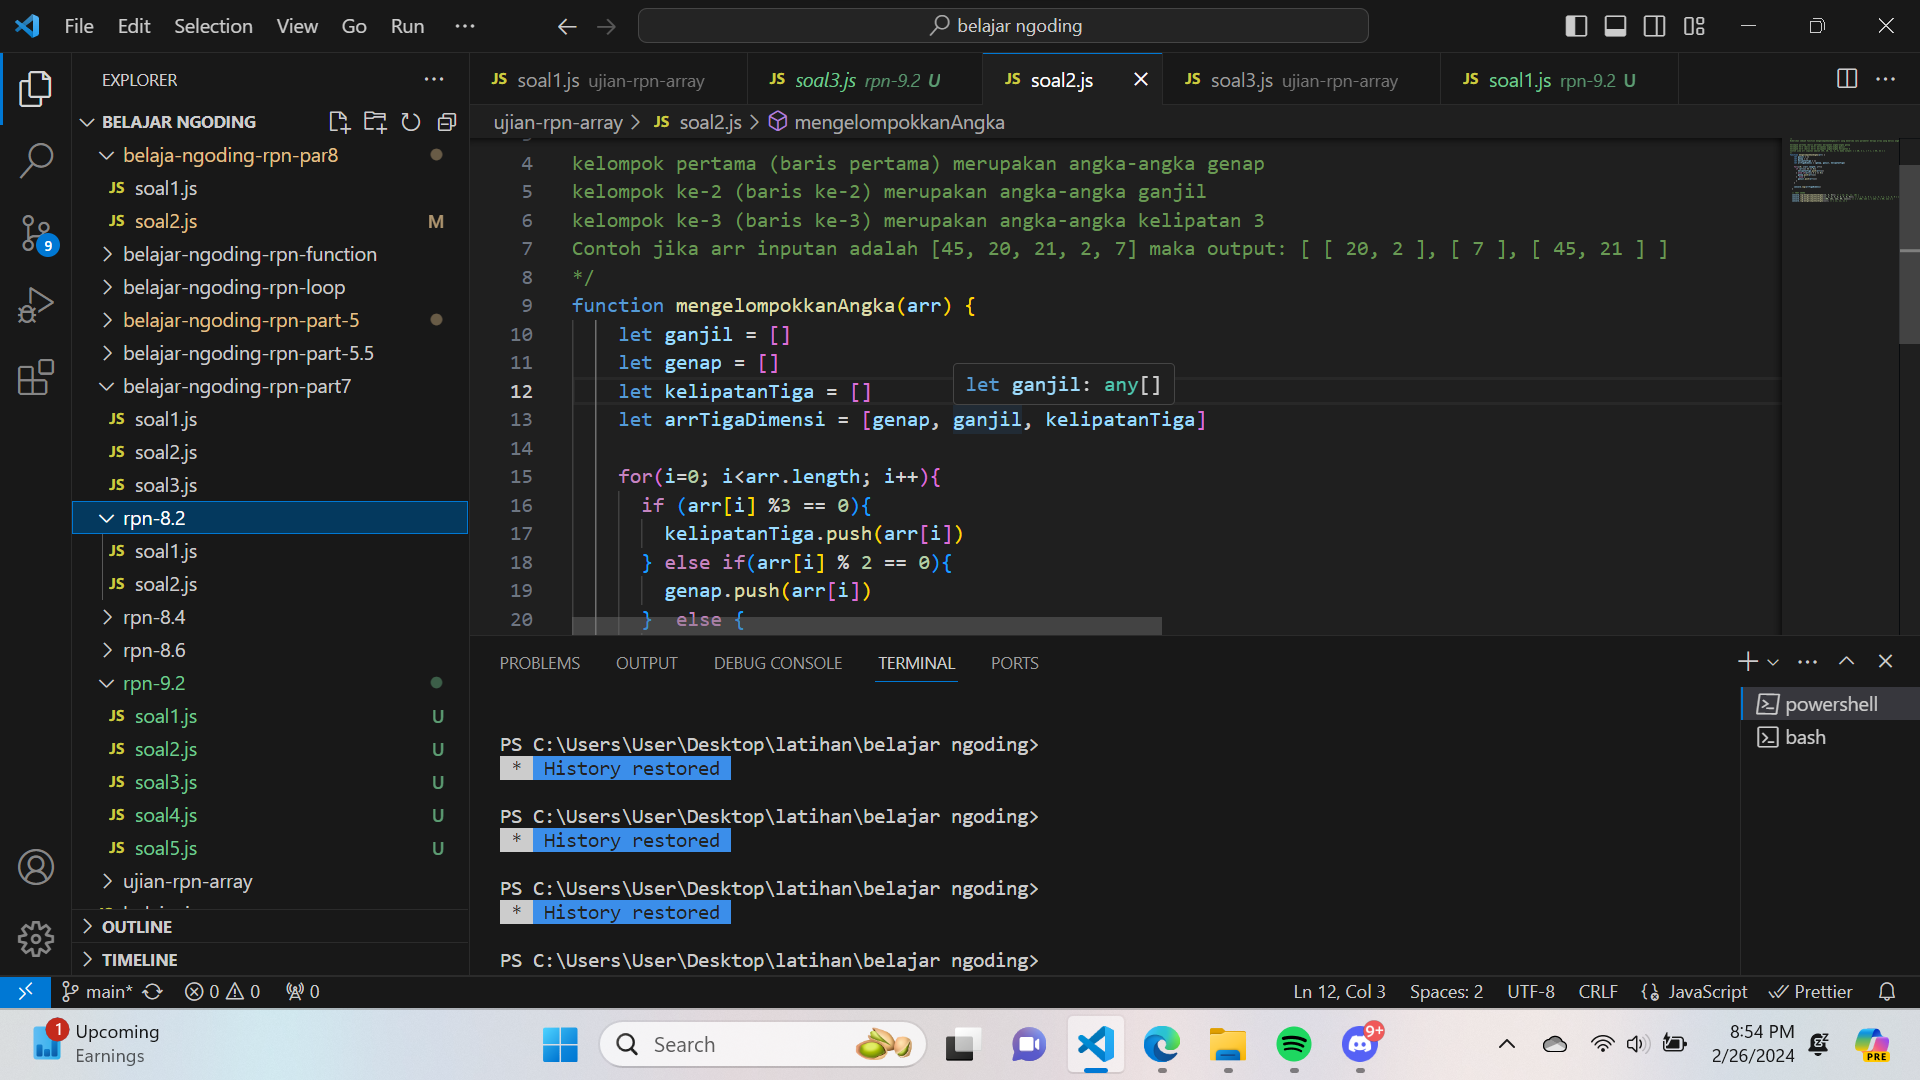 File Edit Selection View Go Run ...
belajar ngoding
EXPLORER
BELAJAR NGODING
belaja-ngoding-rpn-par8
JS soal1.js
JS soal2.js M
belajar-ngoding-rpn-function
belajar-ngoding-rpn-loop
belajar-ngoding-rpn-part-5
belajar-ngoding-rpn-part-5.5
belajar-ngoding-rpn-part7
JS soal1.js
JS soal2.js
JS soal3.js
rpn-8.2
JS soal1.js
JS soal2.js
rpn-8.4
rpn-8.6
rpn-9.2
JS soal1.js U
JS soal2.js U
JS soal3.js U
JS soal4.js U
JS soal5.js U
ujian-rpn-array
OUTLINE
TIMELINE
9
JS soal1.js ujian-rpn-array
JS soal3.js rpn-9.2 U
JS soal2.js
JS soal3.js ujian-rpn-array
JS soal1.js rpn-9.2 U
ujian-rpn-array > JS soal2.js > mengelompokkanAngka
4 kelompok pertama (baris pertama) merupakan angka-angka genap
5 kelompok ke-2 (baris ke-2) merupakan angka-angka ganjil
6 kelompok ke-3 (baris ke-3) merupakan angka-angka kelipatan 3
7 Contoh jika arr inputan adalah [45, 20, 21, 2, 7] maka output: [ [ 20, 2 ], [ 7 ], [ 45, 21 ] ]
8 */
9 function mengelompokkanAngka(arr) {
10 let ganjil = []
11 let genap = []
12 let kelipatanTiga = []
let ganjil: any[]
13 let arrTigaDimensi = [genap, ganjil, kelipatanTiga]
14
15 for(i=0; i<arr.length; i++){
16 if (arr[i] %3 == 0){
17 kelipatanTiga.push(arr[i])
18 } else if(arr[i] % 2 == 0){
19 genap.push(arr[i])
20 } else {
PROBLEMS OUTPUT DEBUG CONSOLE TERMINAL PORTS
PS C:\Users\User\Desktop\latihan\belajar ngoding>
* History restored
PS C:\Users\User\Desktop\latihan\belajar ngoding>
* History restored
PS C:\Users\User\Desktop\latihan\belajar ngoding>
* History restored
PS C:\Users\User\Desktop\latihan\belajar ngoding>
powershell
bash
main* 0 0 0
Ln 12, Col 3 Spaces: 2 UTF-8 CRLF JavaScript Prettier
1
Upcoming
Earnings
Search
9+
8:54 PM
2/26/2024
PRE